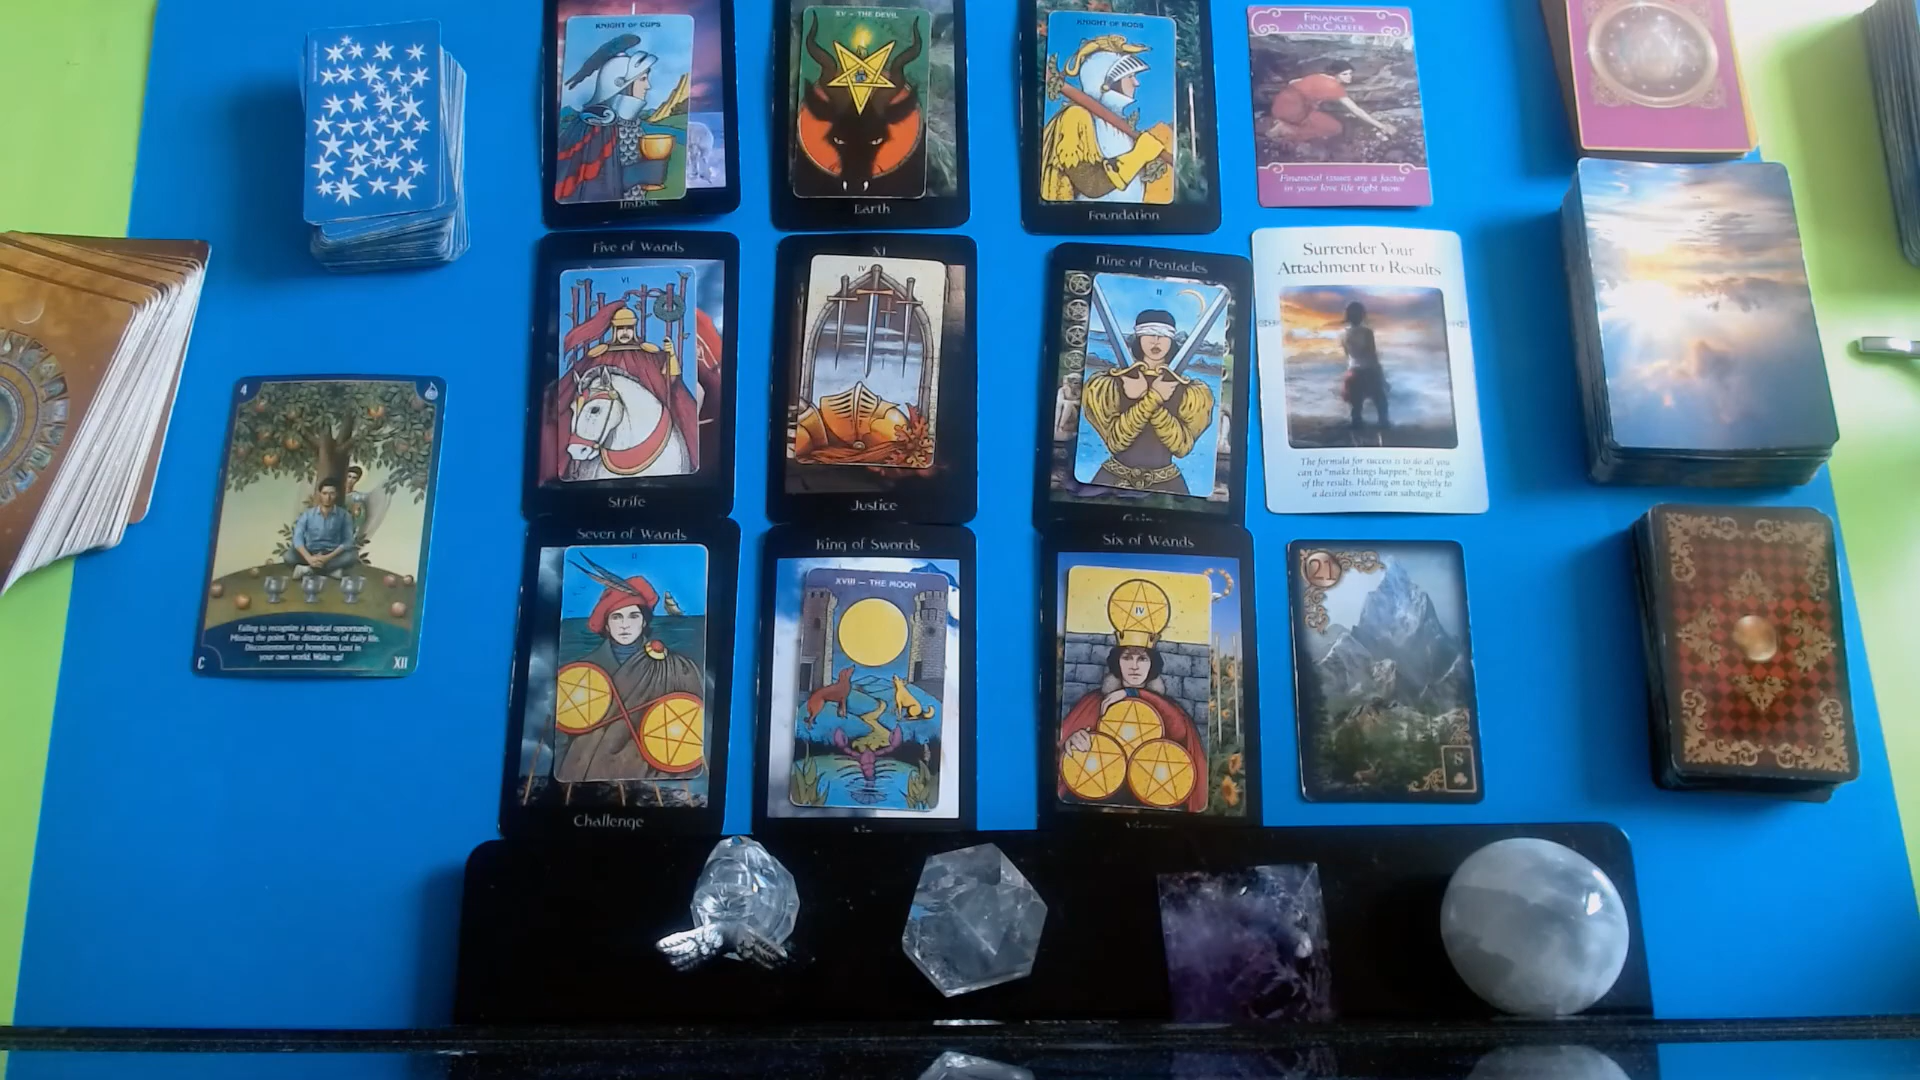 KNIGHT OF CUPS
XV — THE DEVIL
KNIGHT OF RODS
FINANCES
AND CAREER
Financial issues are a factor
in your love life right now.
Earth
Foundation
Five of Wands
VI
Strife
XI
IV
Justice
Nine of Pentacles
II
Surrender Your
Attachment to Results
The formula for success is to do all you
can to “make things happen,” then let go
of the results. Holding on too tightly to
a desired outcome can sabotage it.
4
Failing to recognize a magical opportunity.
Missing the point. The distractions of daily life.
Discontentment or boredom. Lost in
your own world. Wake up!
C
XII
Seven of Wands
II
Challenge
King of Swords
XVIII — THE MOON
Air
Six of Wands
IV
21
8